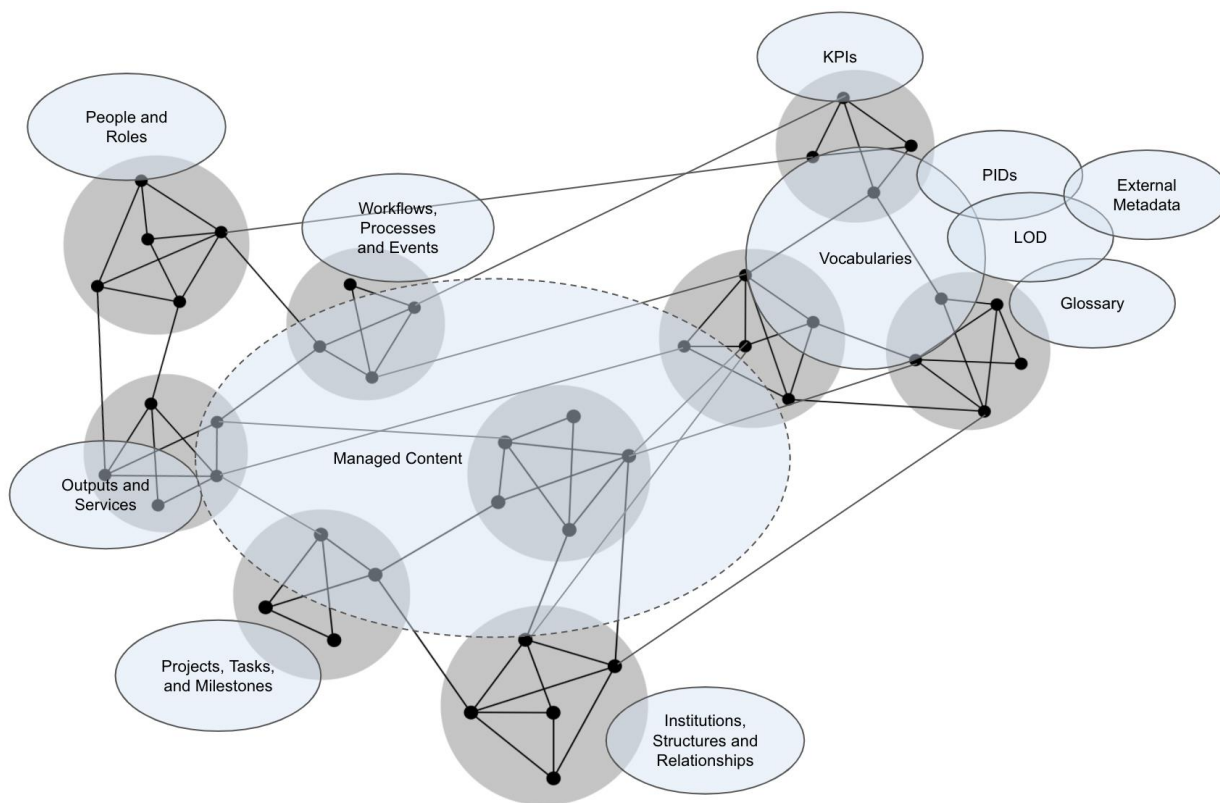 KPIs
People and
Roles
PIDs
External
Metadata
Workflows,
Processes
and Events
LOD
Vocabularies
Glossary
Managed Content
Outputs and
Services
Projects, Tasks,
and Milestones
Institutions,
Structures and
Relationships